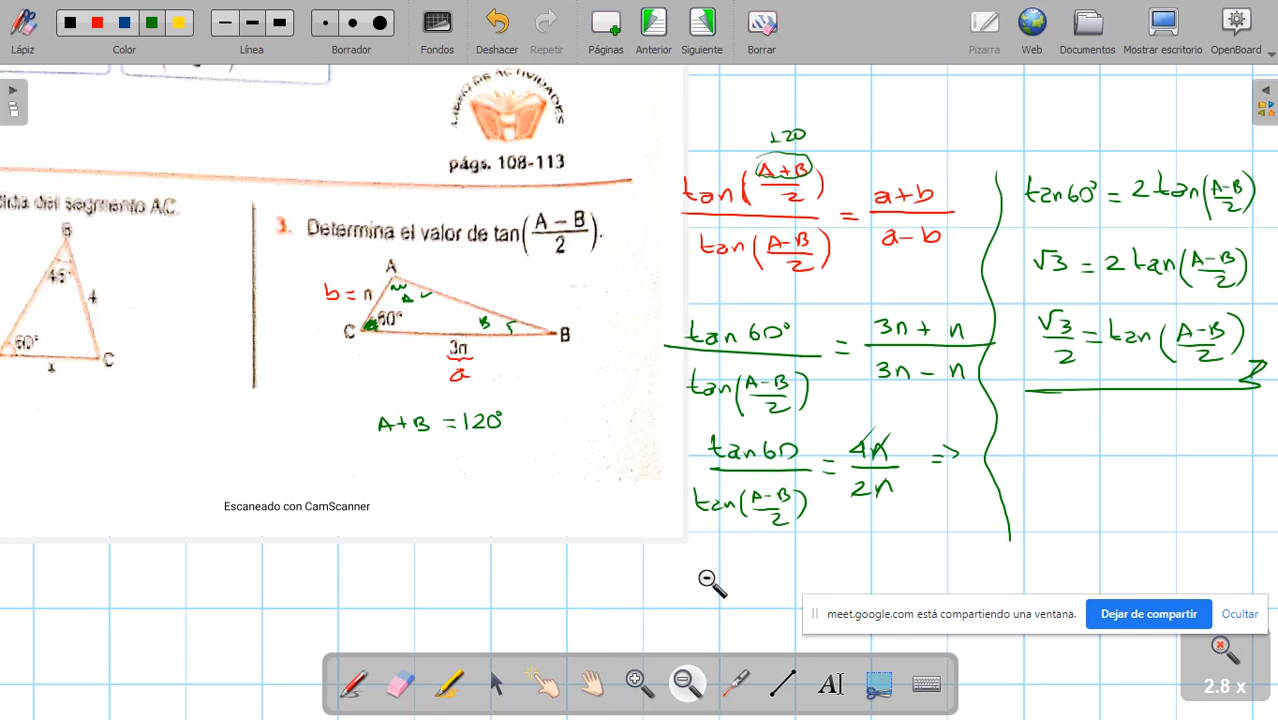 Lápiz
Color
Línea
Borrador
Fondos
Deshacer
Repetir
Páginas
Anterior
Siguiente
Borrar
Pizarra
Web
Documentos
Mostrar escritorio
OpenBoard
LIBRO DE ACTIVIDADES
págs. 108-113
dida del segmento AC.
B
45°
4
60°
x
C
3. Determina el valor de tan((A − B)/2).
A
b = n
A
60°
B
C
B
3n
a
A+B = 120°
120
tan((A+B)/2) / tan((A-B)/2) = (a+b)/(a-b)
tan 60° / tan((A-B)/2) = (3n + n)/(3n - n)
tan 60 / tan((A-B)/2) = 4n/2n =>
tan60° = 2 tan((A-B)/2)
√3 = 2 tan((A-B)/2)
√3/2 = tan((A-B)/2)
Escaneado con CamScanner
meet.google.com está compartiendo una ventana.
Dejar de compartir
Ocultar
2.8 x